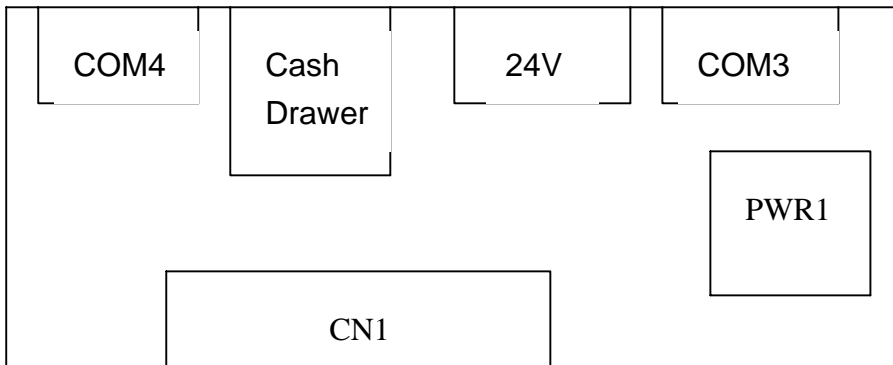 COM4
Cash
Drawer
24V
COM3
PWR1
CN1